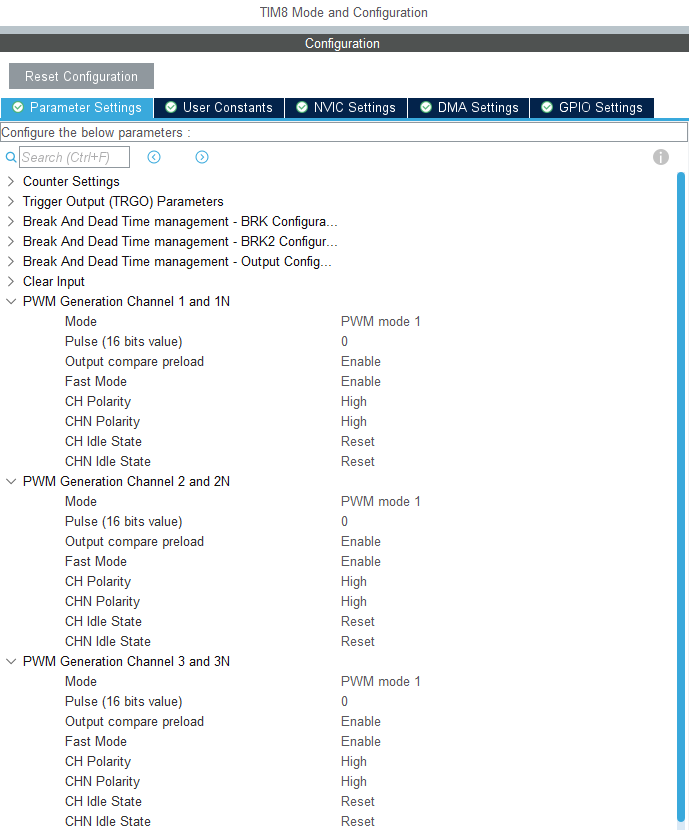 TIM8 Mode and Configuration
Configuration
Reset Configuration
Parameter Settings User Constants NVIC Settings DMA Settings GPIO Settings
Configure the below parameters :
Search (Ctrl+F)
Counter Settings
Trigger Output (TRGO) Parameters
Break And Dead Time management - BRK Configura...
Break And Dead Time management - BRK2 Configur...
Break And Dead Time management - Output Config...
Clear Input
PWM Generation Channel 1 and 1N
Mode PWM mode 1
Pulse (16 bits value) 0
Output compare preload Enable
Fast Mode Enable
CH Polarity High
CHN Polarity High
CH Idle State Reset
CHN Idle State Reset
PWM Generation Channel 2 and 2N
Mode PWM mode 1
Pulse (16 bits value) 0
Output compare preload Enable
Fast Mode Enable
CH Polarity High
CHN Polarity High
CH Idle State Reset
CHN Idle State Reset
PWM Generation Channel 3 and 3N
Mode PWM mode 1
Pulse (16 bits value) 0
Output compare preload Enable
Fast Mode Enable
CH Polarity High
CHN Polarity High
CH Idle State Reset
CHN Idle State Reset